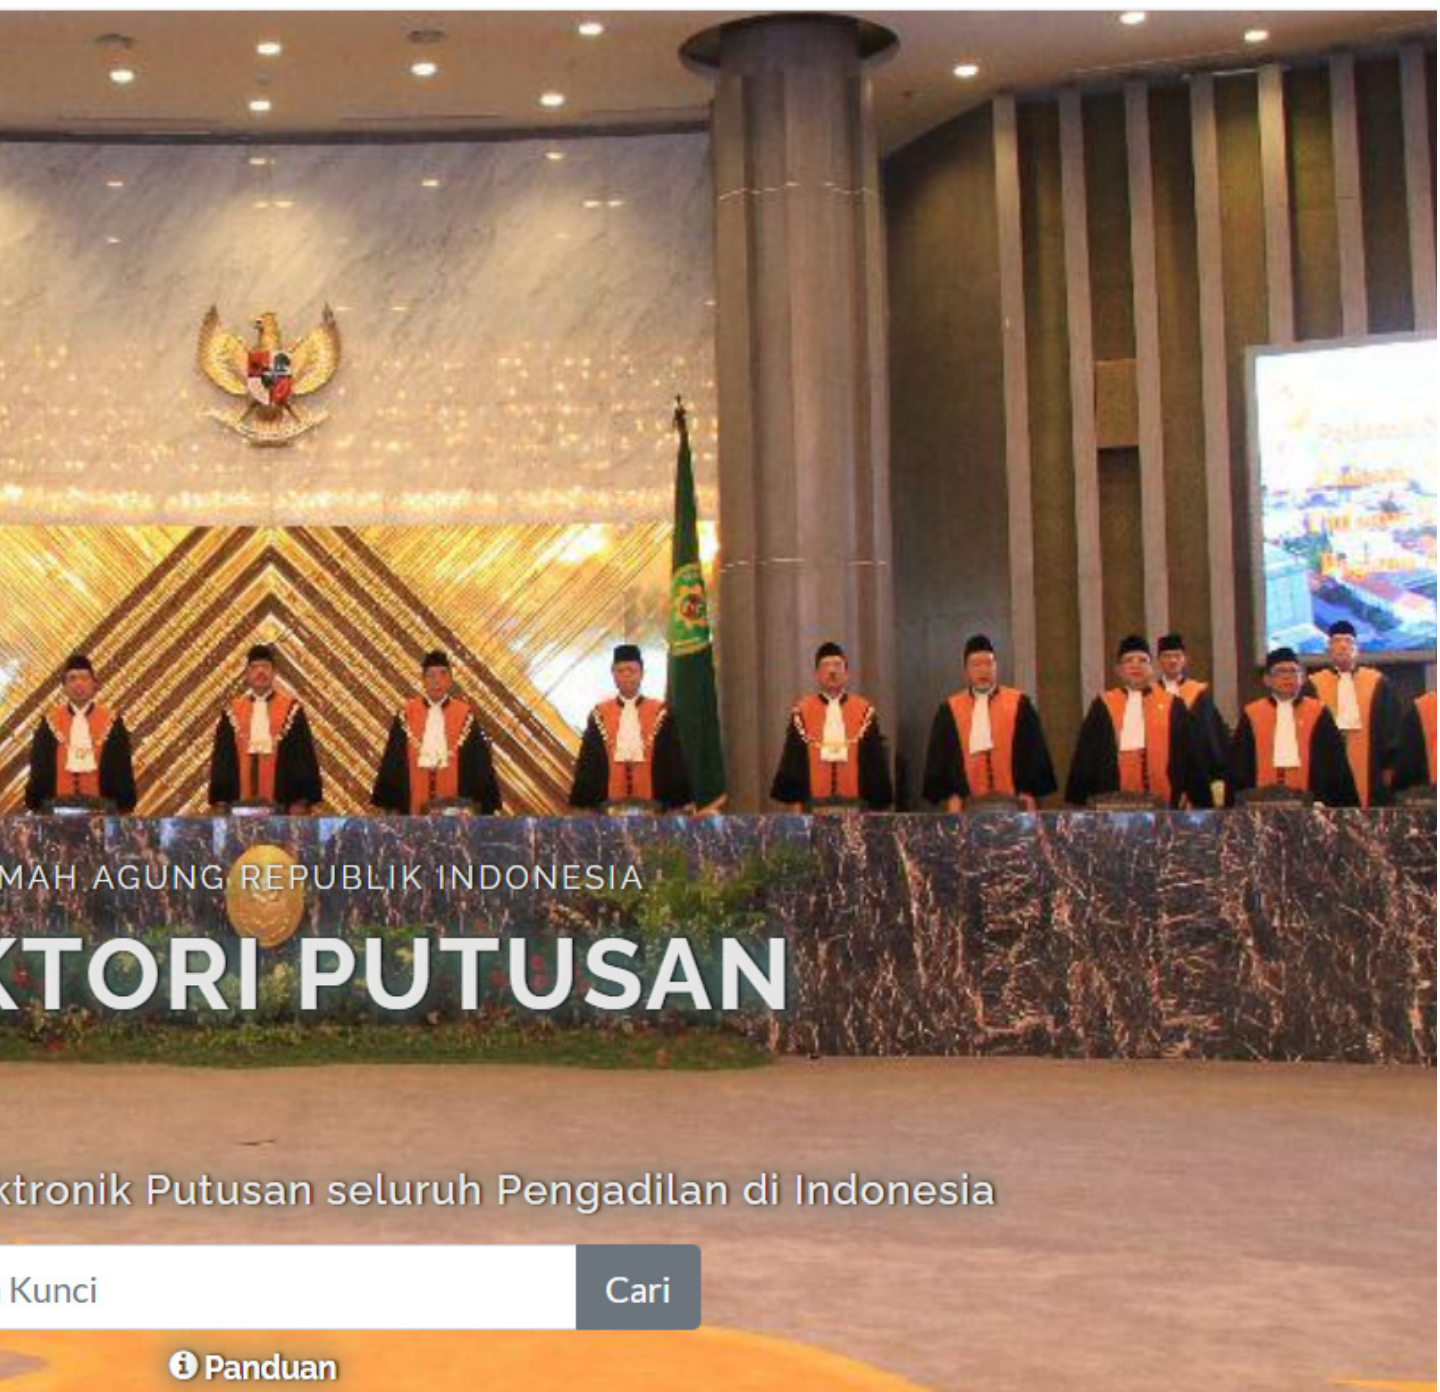 MAH AGUNG REPUBLIK INDONESIA
KTORI PUTUSAN
ktronik Putusan seluruh Pengadilan di Indonesia
Kunci
Cari
Panduan